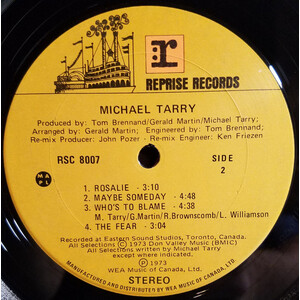 r
REPRISE RECORDS
MICHAEL TARRY
Produced by: Tom Brennand/Gerald Martin/Michael Tarry;
Arranged by: Gerald Martin; Engineered by: Tom Brennand;
Re-mix Producer: John Pozer - Re-mix Engineer: Ken Friezen
RSC 8007
SIDE
2
1. ROSALIE - 3:10
2. MAYBE SOMEDAY - 4:48
3. WHO'S TO BLAME - 4:38
M. Tarry/G.Martin/R.Brownscomb/L. Williamson
4. THE FEAR - 3:04
Recorded at Eastern Sound Studios, Toronto, Canada.
All Selections (C) 1973 Don Valley Music (BMIC)
All selections written by Michael Tarry
except
℗ 1973
WEA Music of Canada, Ltd.
STEREO
MANUFACTURED & DISTRIBUTED BY WEA MUSIC OF CANADA, LTD.